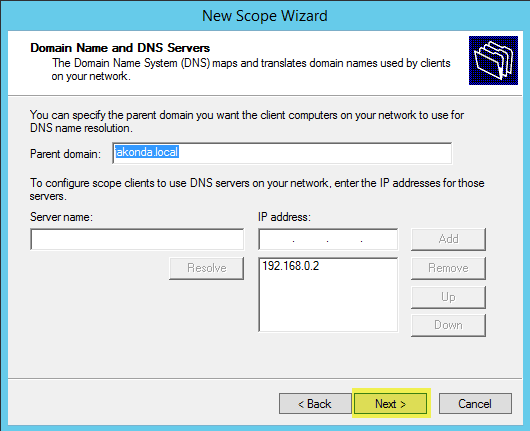 New Scope Wizard
Domain Name and DNS Servers
The Domain Name System (DNS) maps and translates domain names used by clients
on your network.
You can specify the parent domain you want the client computers on your network to use for
DNS name resolution.
Parent domain: akonda.local
To configure scope clients to use DNS servers on your network, enter the IP addresses for those
servers.
Server name: IP address:
. . . Add
Resolve 192.168.0.2 Remove
Up
Down
< Back Next > Cancel